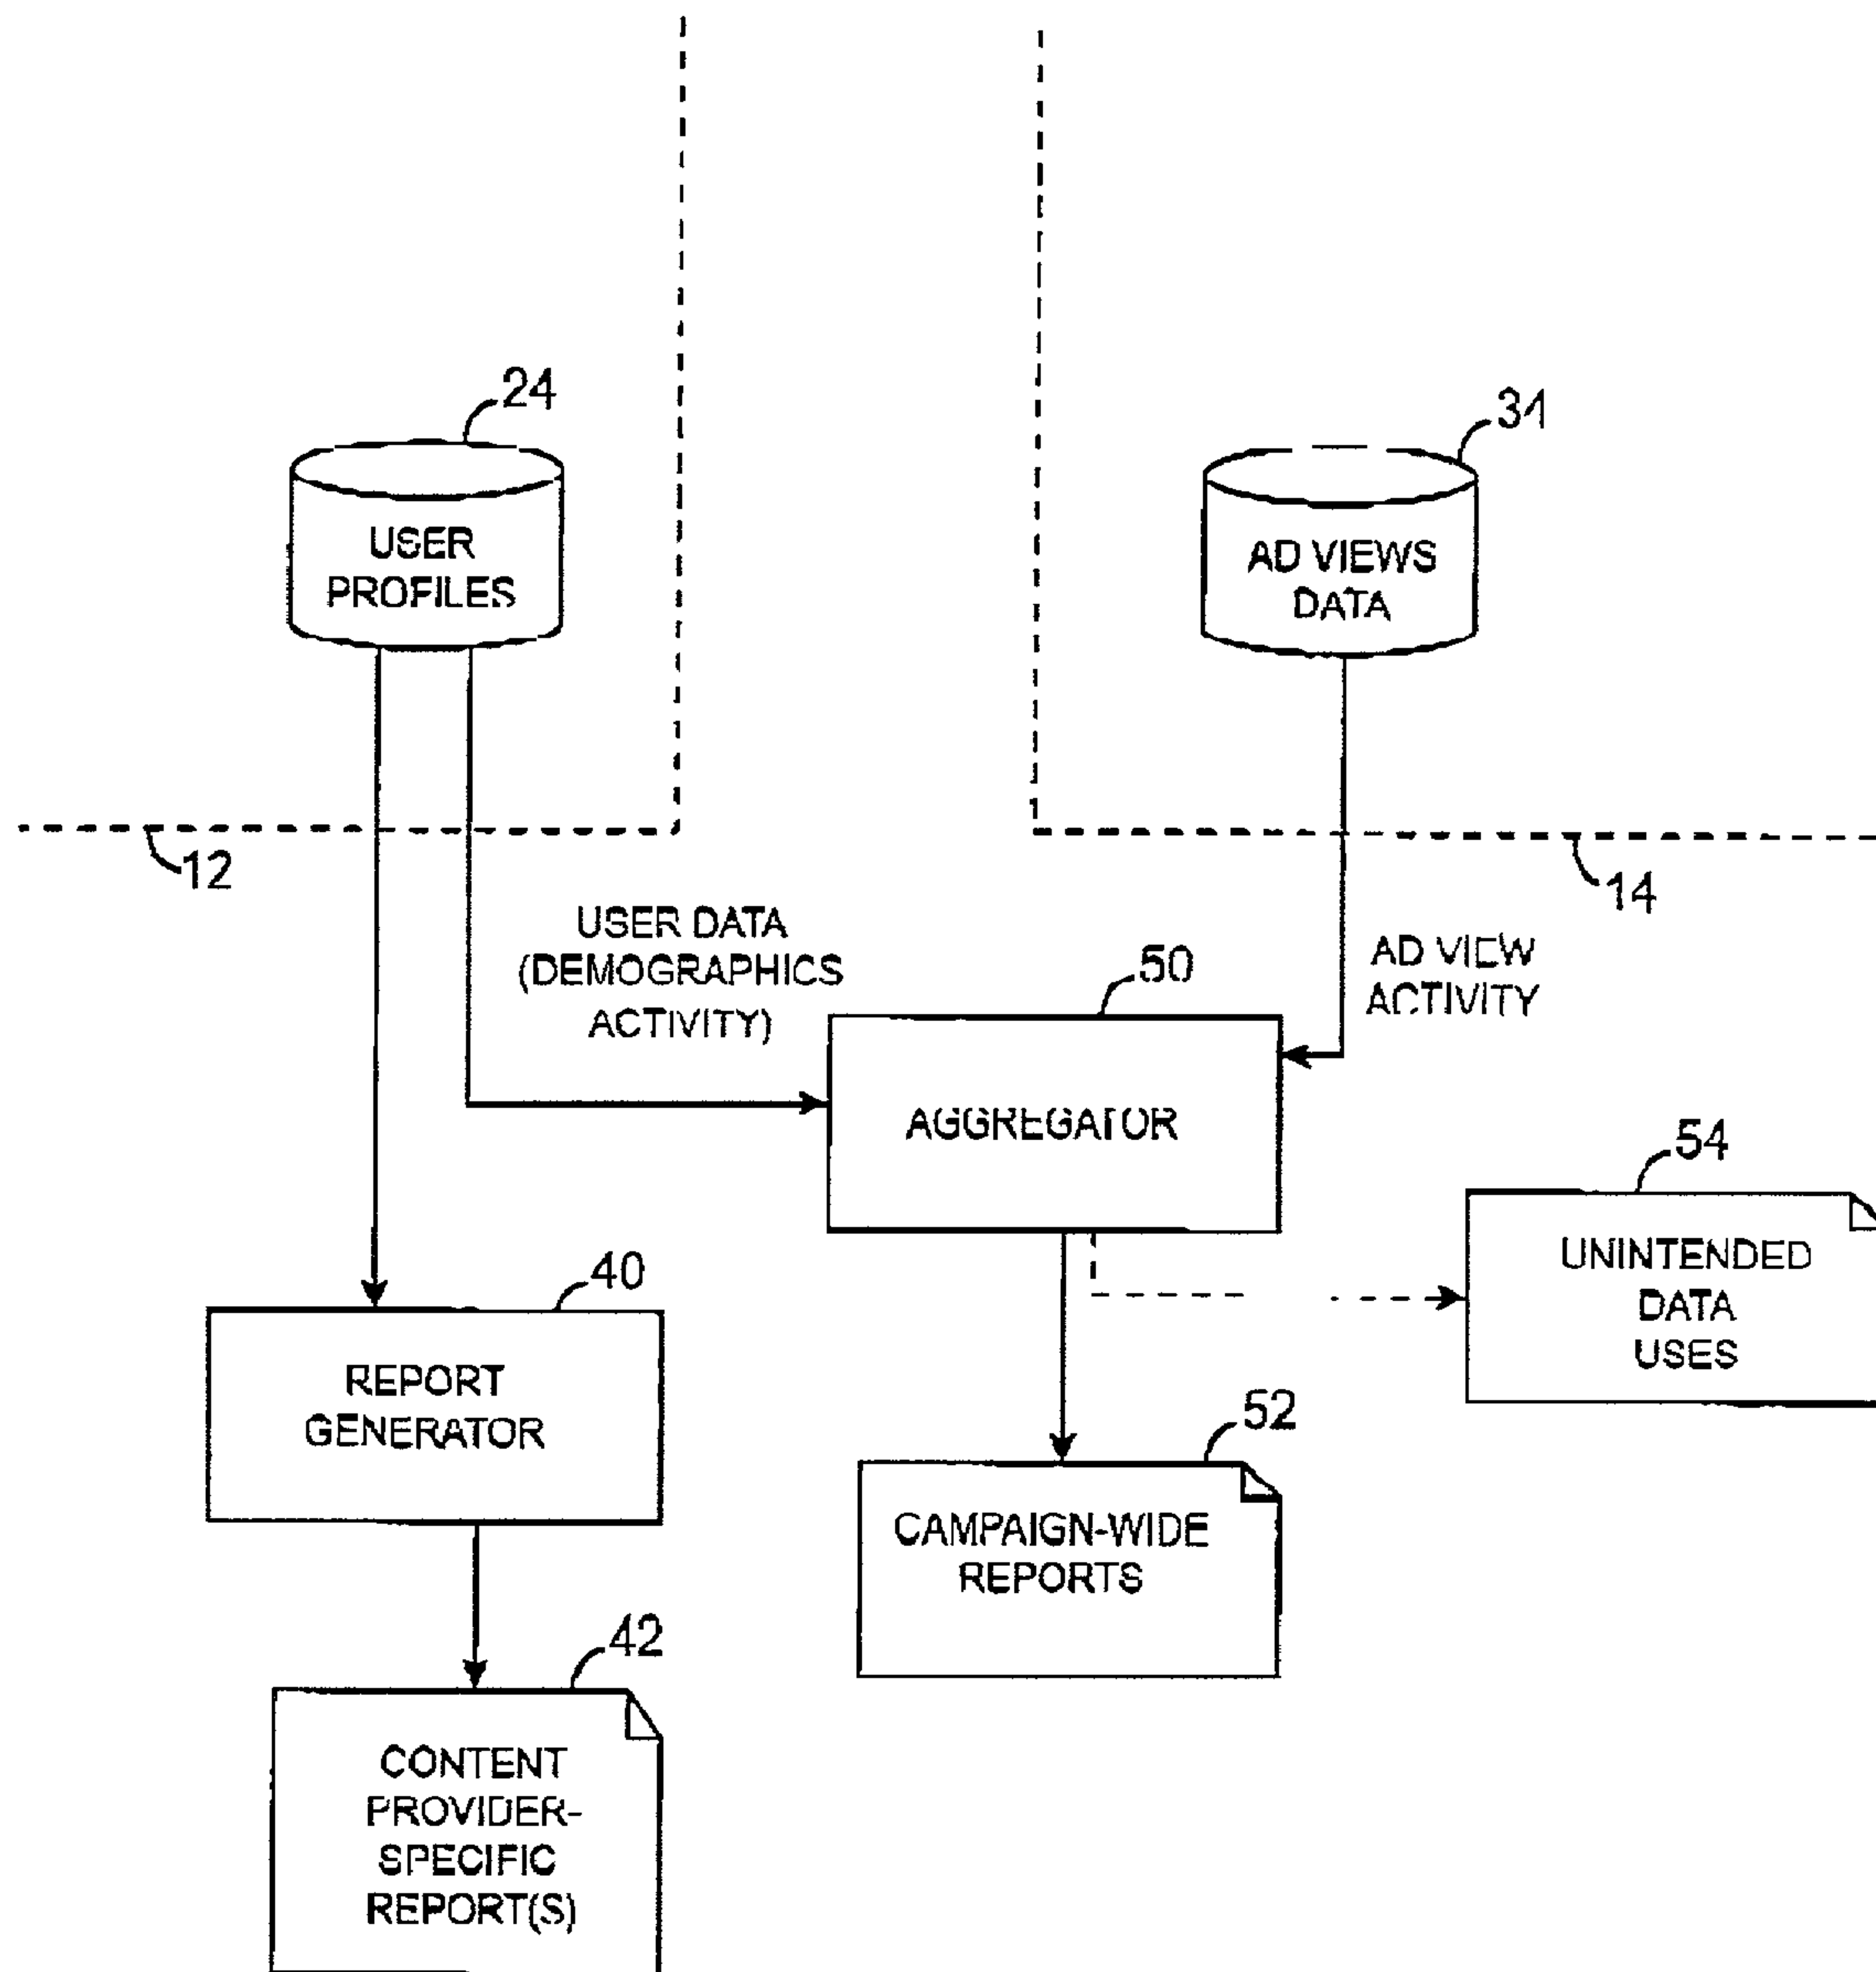 24
34
USER
PROFILES
AD VIEWS
DATA
12
14
USER DATA
(DEMOGRAPHICS
ACTIVITY)
50
AD VIEW
ACTIVITY
AGGREGATOR
54
UNINTENDED
DATA
USES
40
REPORT
GENERATOR
52
CAMPAIGN-WIDE
REPORTS
42
CONTENT
PROVIDER-
SPECIFIC
REPORT(S)